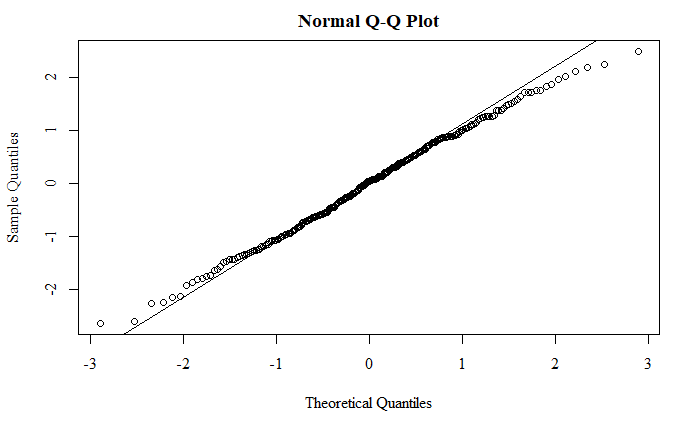 Normal Q-Q Plot
Sample Quantiles
2
1
0
-1
-2
-3 -2 -1 0 1 2 3
Theoretical Quantiles